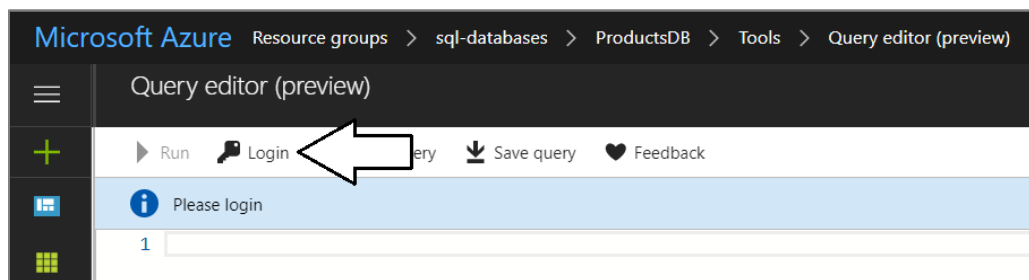 Microsoft Azure Resource groups > sql-databases > ProductsDB > Tools > Query editor (preview)
Query editor (preview)
Run Login ery Save query Feedback
Please login
1